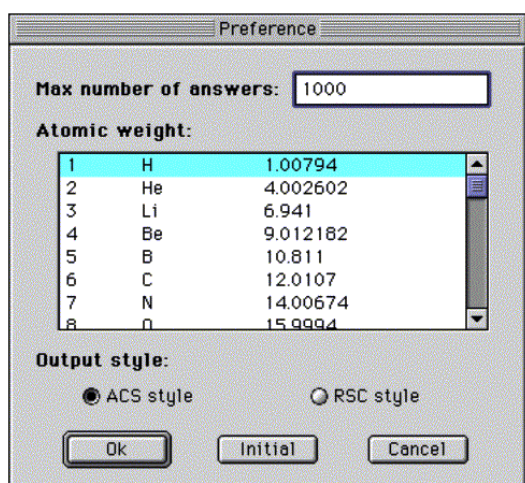 Preference
Max number of answers: 1000
Atomic weight:
1 H 1.00794
2 He 4.002602
3 Li 6.941
4 Be 9.012182
5 B 10.811
6 C 12.0107
7 N 14.00674
8 O 15.9994
Output style:
ACS style RSC style
Ok Initial Cancel